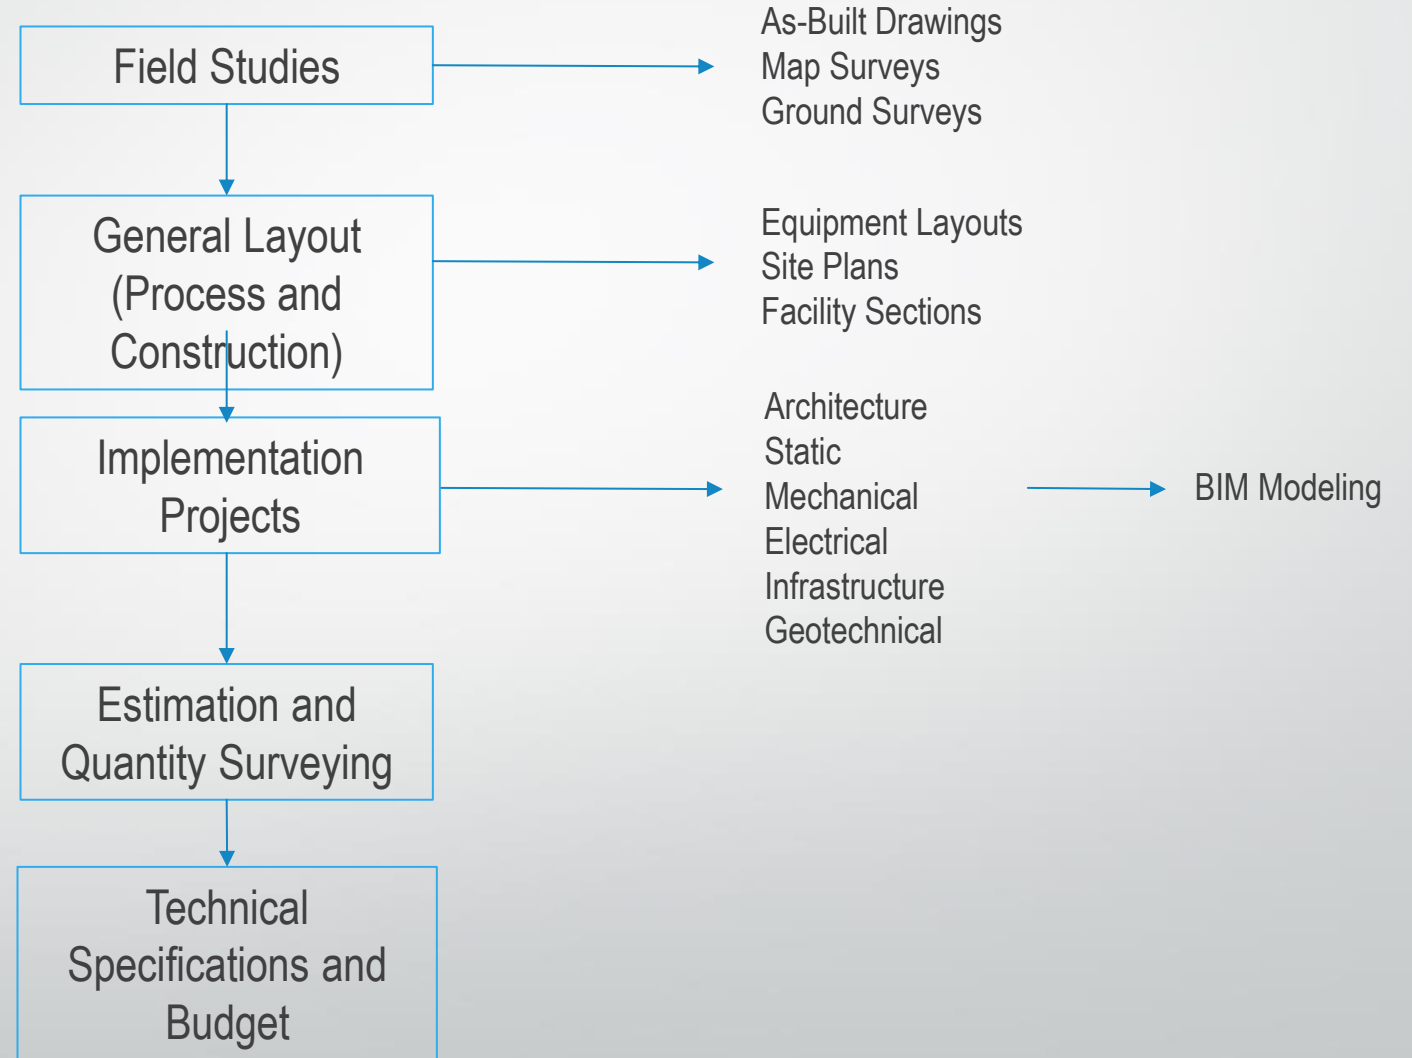 Field Studies
As-Built Drawings
Map Surveys
Ground Surveys
General Layout
(Process and
Construction)
Equipment Layouts
Site Plans
Facility Sections
Implementation
Projects
Architecture
Static
Mechanical
Electrical
Infrastructure
Geotechnical
BIM Modeling
Estimation and
Quantity Surveying
Technical
Specifications and
Budget